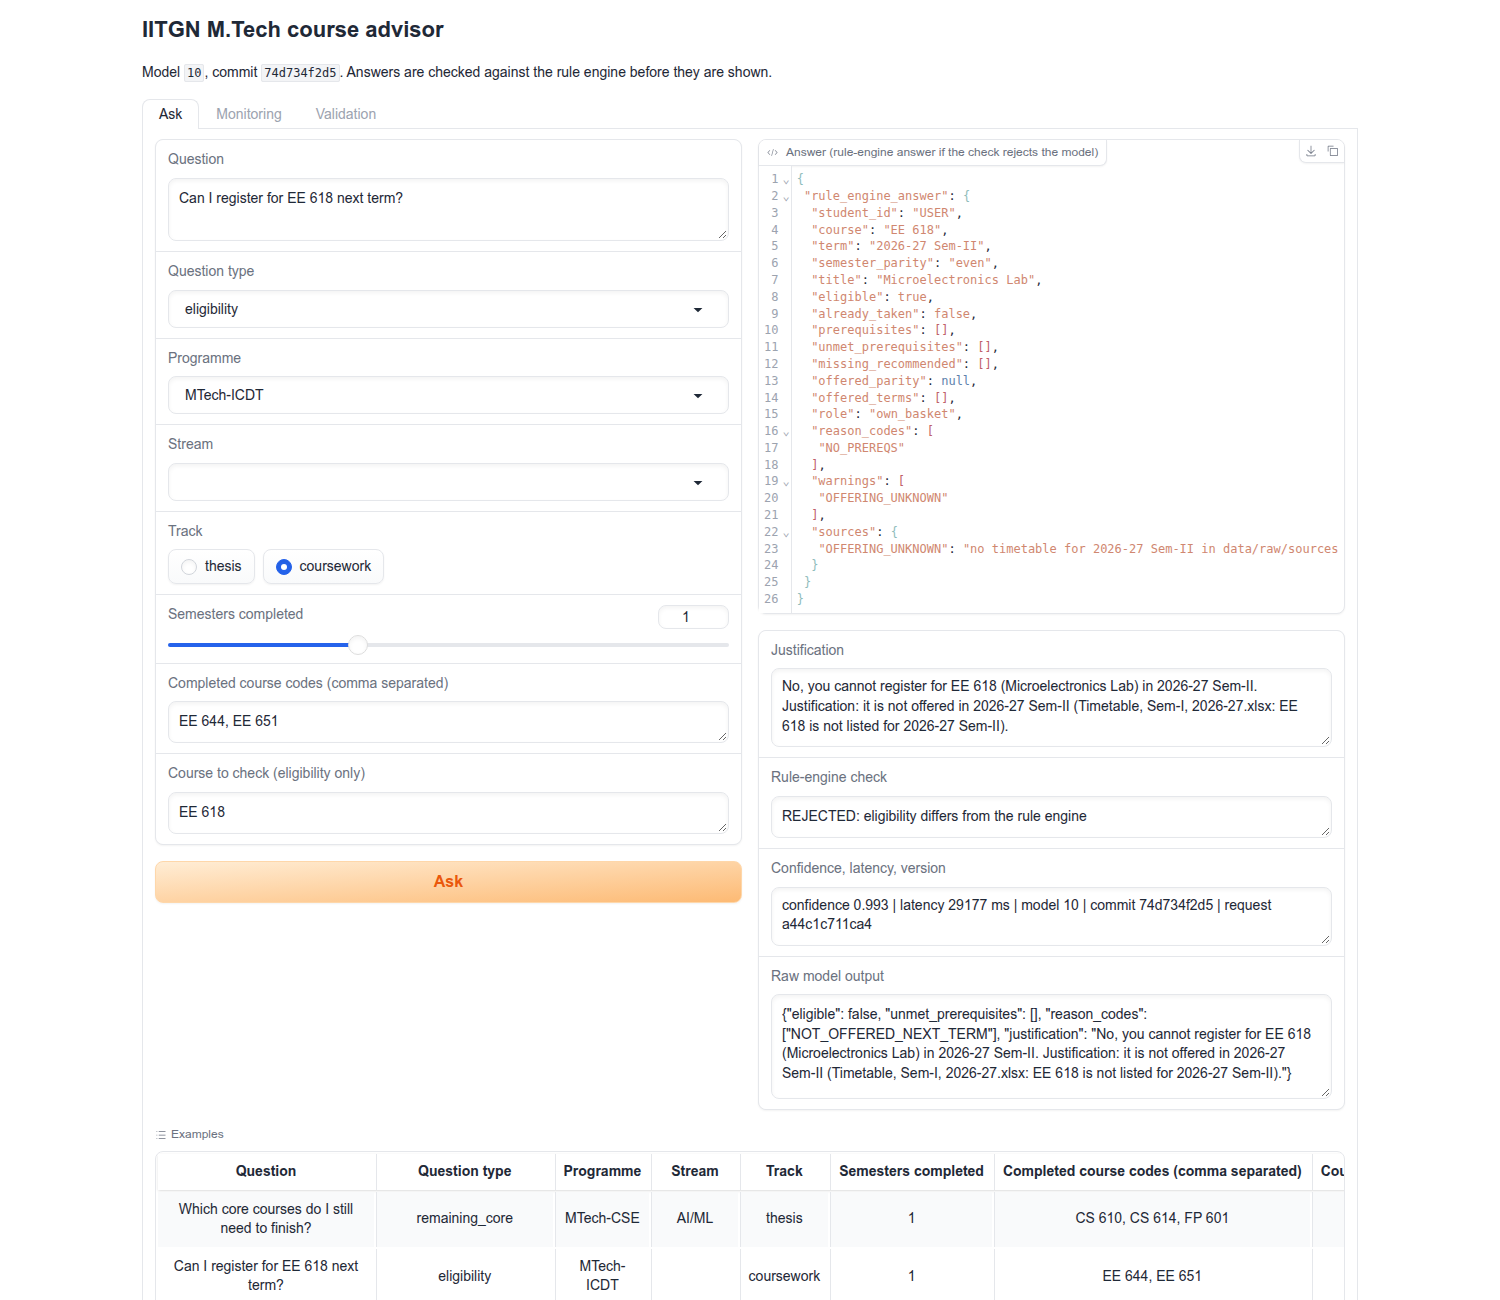 IITGN M.Tech course advisor
Model 10, commit 74d734f2d5. Answers are checked against the rule engine before they are shown.
Ask
Monitoring
Validation
Question
Can I register for EE 618 next term?
Question type
eligibility
Programme
MTech-ICDT
Stream
Track
thesis
coursework
Semesters completed
1
Completed course codes (comma separated)
EE 644, EE 651
Course to check (eligibility only)
EE 618
Ask
Answer (rule-engine answer if the check rejects the model)
1 {
2 "rule_engine_answer": {
3 "student_id": "USER",
4 "course": "EE 618",
5 "term": "2026-27 Sem-II",
6 "semester_parity": "even",
7 "title": "Microelectronics Lab",
8 "eligible": true,
9 "already_taken": false,
10 "prerequisites": [],
11 "unmet_prerequisites": [],
12 "missing_recommended": [],
13 "offered_parity": null,
14 "offered_terms": [],
15 "role": "own_basket",
16 "reason_codes": [
17 "NO_PREREQS"
18 ],
19 "warnings": [
20 "OFFERING_UNKNOWN"
21 ],
22 "sources": {
23 "OFFERING_UNKNOWN": "no timetable for 2026-27 Sem-II in data/raw/sources
24 }
25 }
26 }
Justification
No, you cannot register for EE 618 (Microelectronics Lab) in 2026-27 Sem-II.
Justification: it is not offered in 2026-27 Sem-II (Timetable, Sem-I, 2026-27.xlsx: EE
618 is not listed for 2026-27 Sem-II).
Rule-engine check
REJECTED: eligibility differs from the rule engine
Confidence, latency, version
confidence 0.993 | latency 29177 ms | model 10 | commit 74d734f2d5 | request
a44c1c711ca4
Raw model output
{"eligible": false, "unmet_prerequisites": [], "reason_codes":
["NOT_OFFERED_NEXT_TERM"], "justification": "No, you cannot register for EE 618
(Microelectronics Lab) in 2026-27 Sem-II. Justification: it is not offered in 2026-27
Sem-II (Timetable, Sem-I, 2026-27.xlsx: EE 618 is not listed for 2026-27 Sem-II)."}
Examples
Question Question type Programme Stream Track Semesters completed Completed course codes (comma separated) Cou
Which core courses do I still
need to finish?
remaining_core MTech-CSE AI/ML thesis 1 CS 610, CS 614, FP 601
Can I register for EE 618 next
term?
eligibility
MTech-
ICDT
coursework 1 EE 644, EE 651